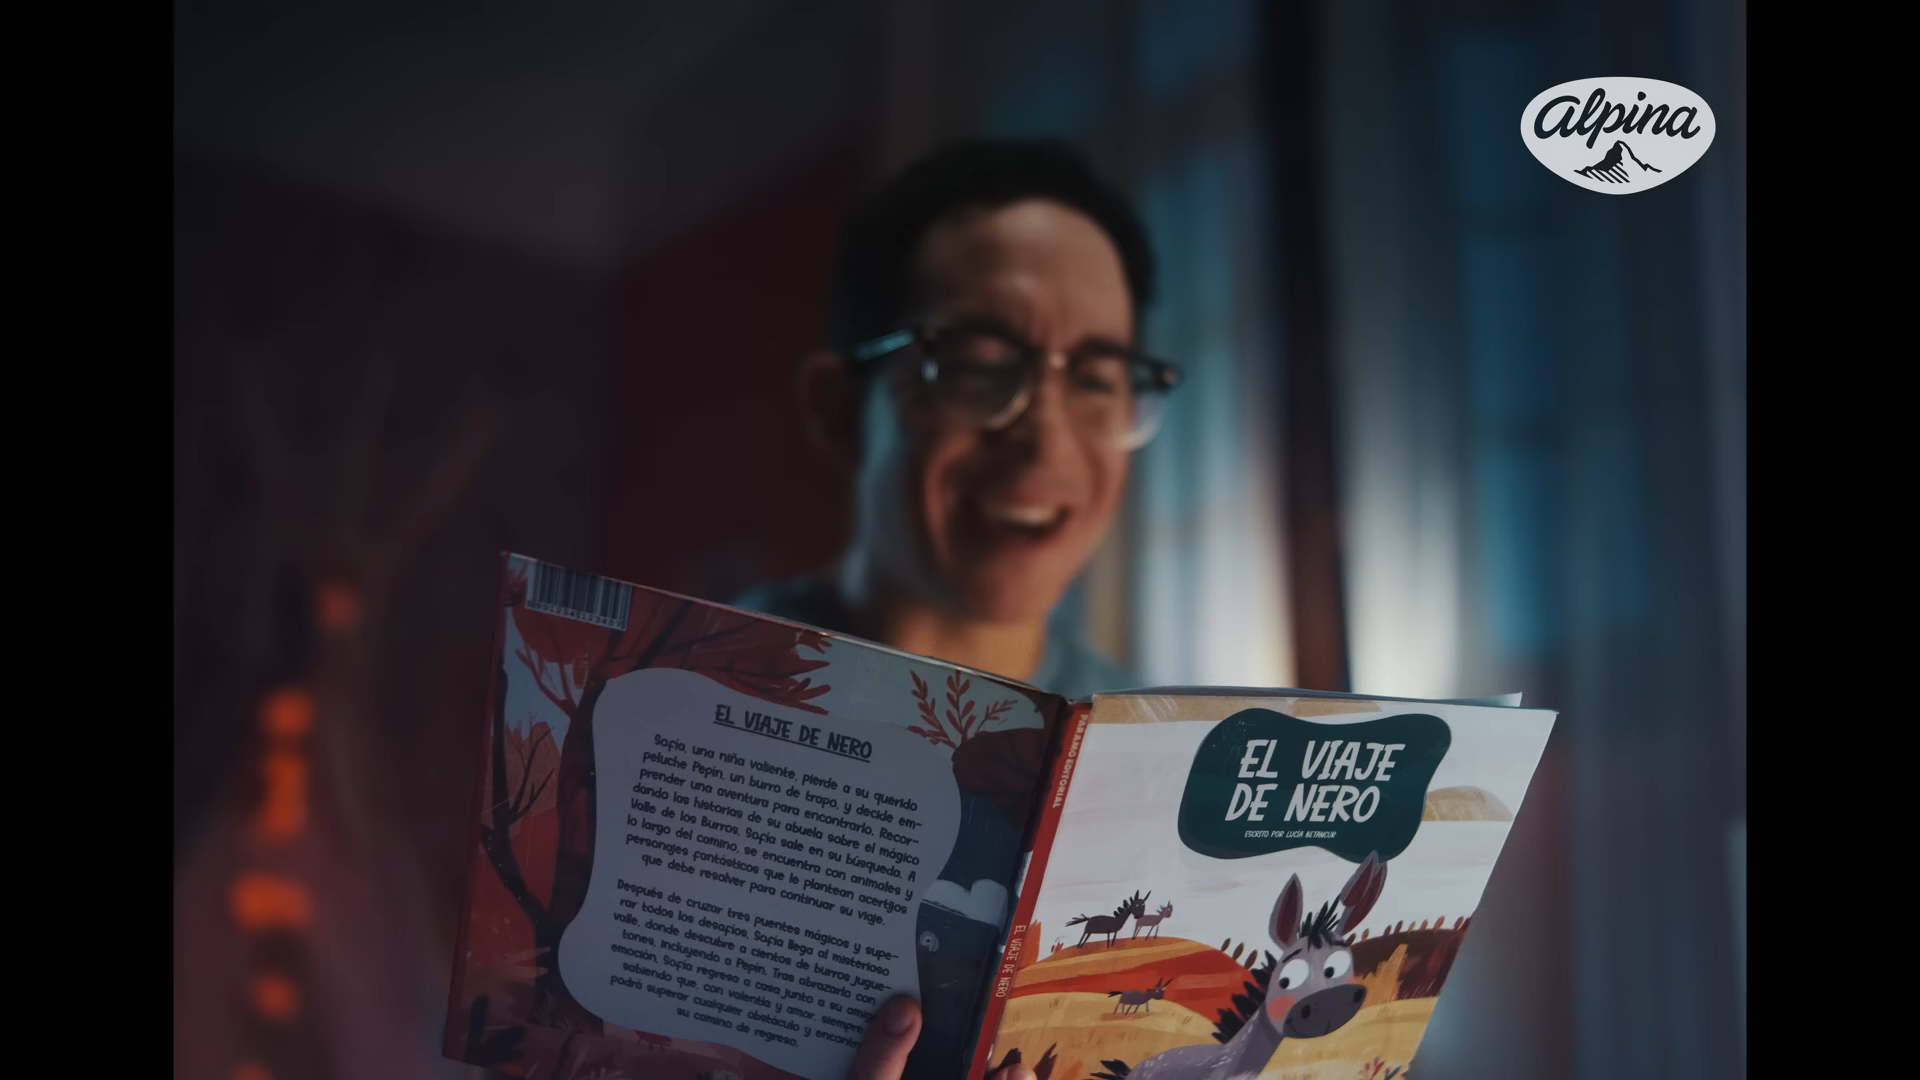 alpina
EL VIAJE DE NERO
Sofía, una niña valiente, pierde a su querido
peluche Pepín, un burro de trapo, y decide em-
prender una aventura para encontrarlo. Recor-
dando las historias de su abuela sobre el mágico
Valle de los Burros, Sofía sale en su búsqueda. A
lo largo del camino, se encuentra con animales y
personajes fantásticos que le plantean acertijos
que debe resolver para continuar su viaje.
Después de cruzar tres puentes mágicos y supe-
rar todos los desafíos, Sofía llega al misterioso
valle, donde descubre a cientos de burros jugue-
tones, incluyendo a Pepín. Tras abrazarlo con
emoción, Sofía regresa a casa junto a su amigo
sabiendo que, con valentía y amor, siempre
podrá superar cualquier obstáculo y encontr
su camino de regreso.
PARAMO EDITORIAL
EL VIAJE DE NERO
EL VIAJE
DE NERO
ESCRITO POR LUCÍA BETANCUR